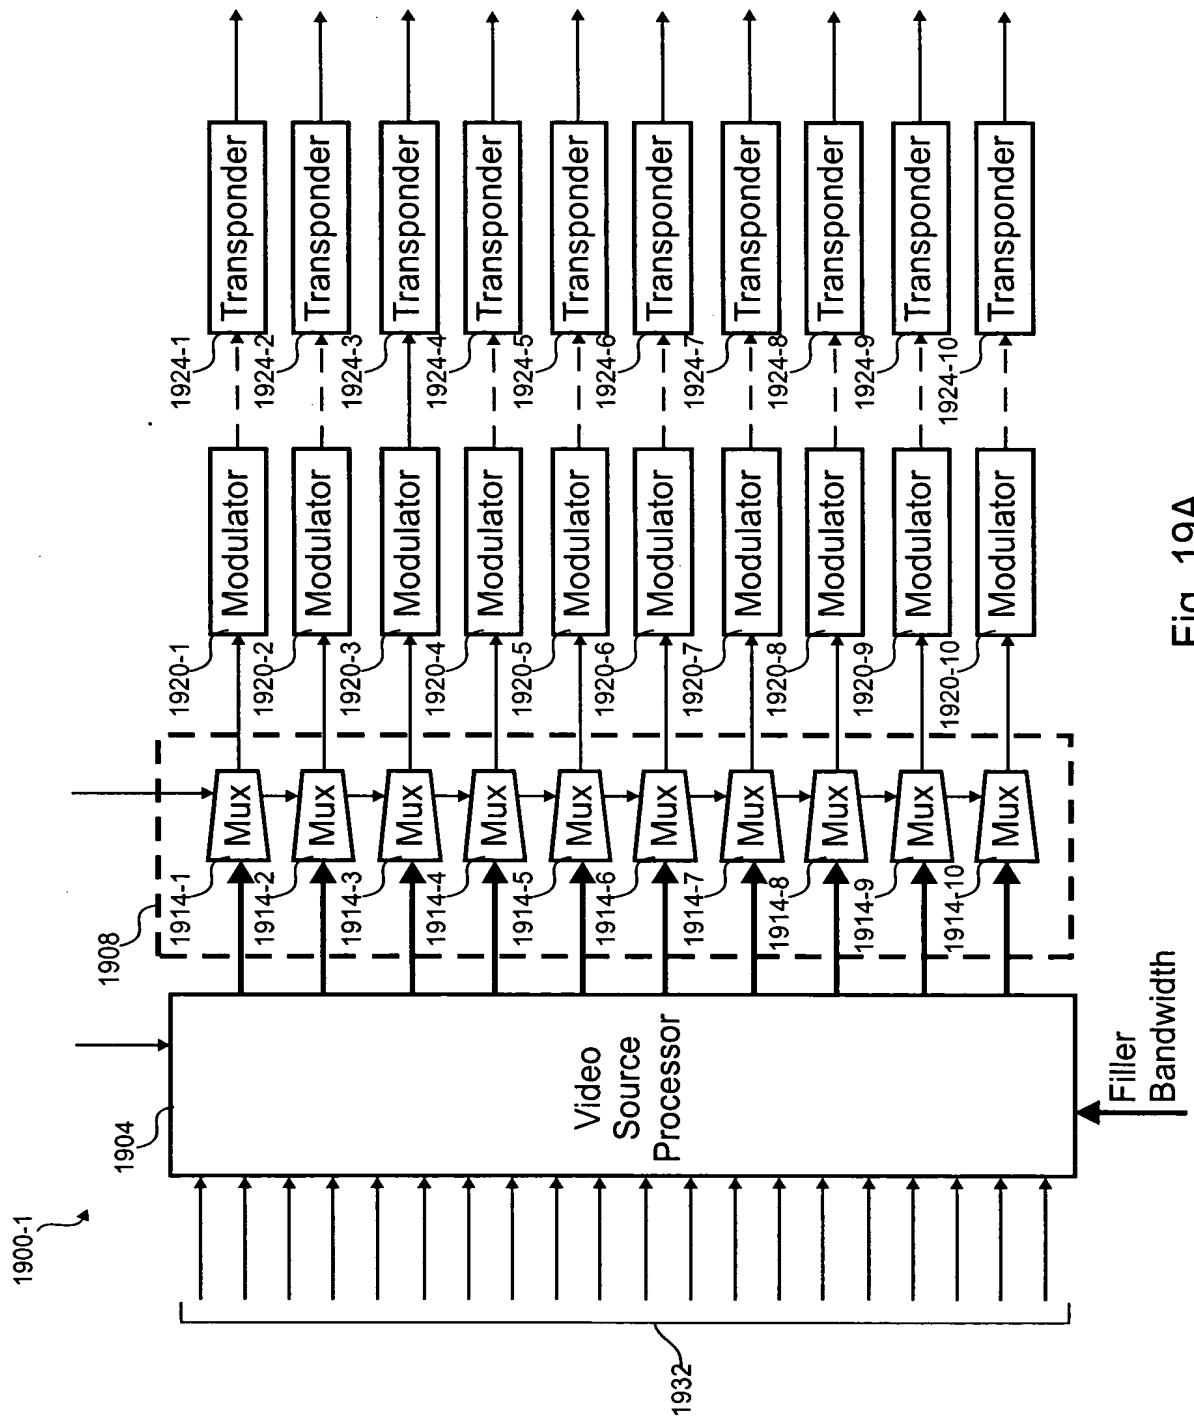 1900-1
1932
1904
Video
Source
Processor
Filler
Bandwidth
1908
1914-1
Mux
1914-2
Mux
1914-3
Mux
1914-4
Mux
1914-5
Mux
1914-6
Mux
1914-7
Mux
1914-8
Mux
1914-9
Mux
1914-10
Mux
1920-1
Modulator
1920-2
Modulator
1920-3
Modulator
1920-4
Modulator
1920-5
Modulator
1920-6
Modulator
1920-7
Modulator
1920-8
Modulator
1920-9
Modulator
1920-10
Modulator
1924-1
Transponder
1924-2
Transponder
1924-3
Transponder
1924-4
Transponder
1924-5
Transponder
1924-6
Transponder
1924-7
Transponder
1924-8
Transponder
1924-9
Transponder
1924-10
Transponder
Fig. 19A